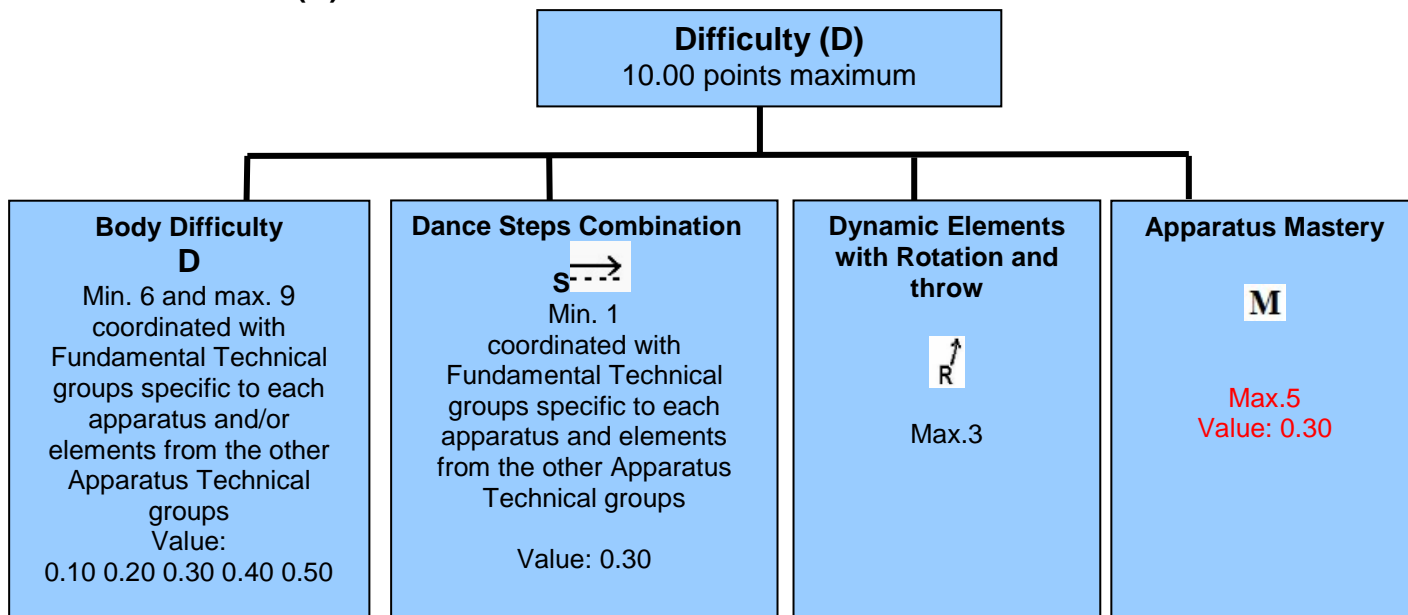 Difficulty (D)
10.00 points maximum
Body Difficulty
D
Min. 6 and max. 9
coordinated with
Fundamental Technical
groups specific to each
apparatus and/or
elements from the other
Apparatus Technical
groups
Value:
0.10 0.20 0.30 0.40 0.50
Dance Steps Combination
S
Min. 1
coordinated with
Fundamental Technical
groups specific to each
apparatus and elements
from the other Apparatus
Technical groups
Value: 0.30
Dynamic Elements
with Rotation and
throw
R
Max.3
Apparatus Mastery
M
Max.5
Value: 0.30